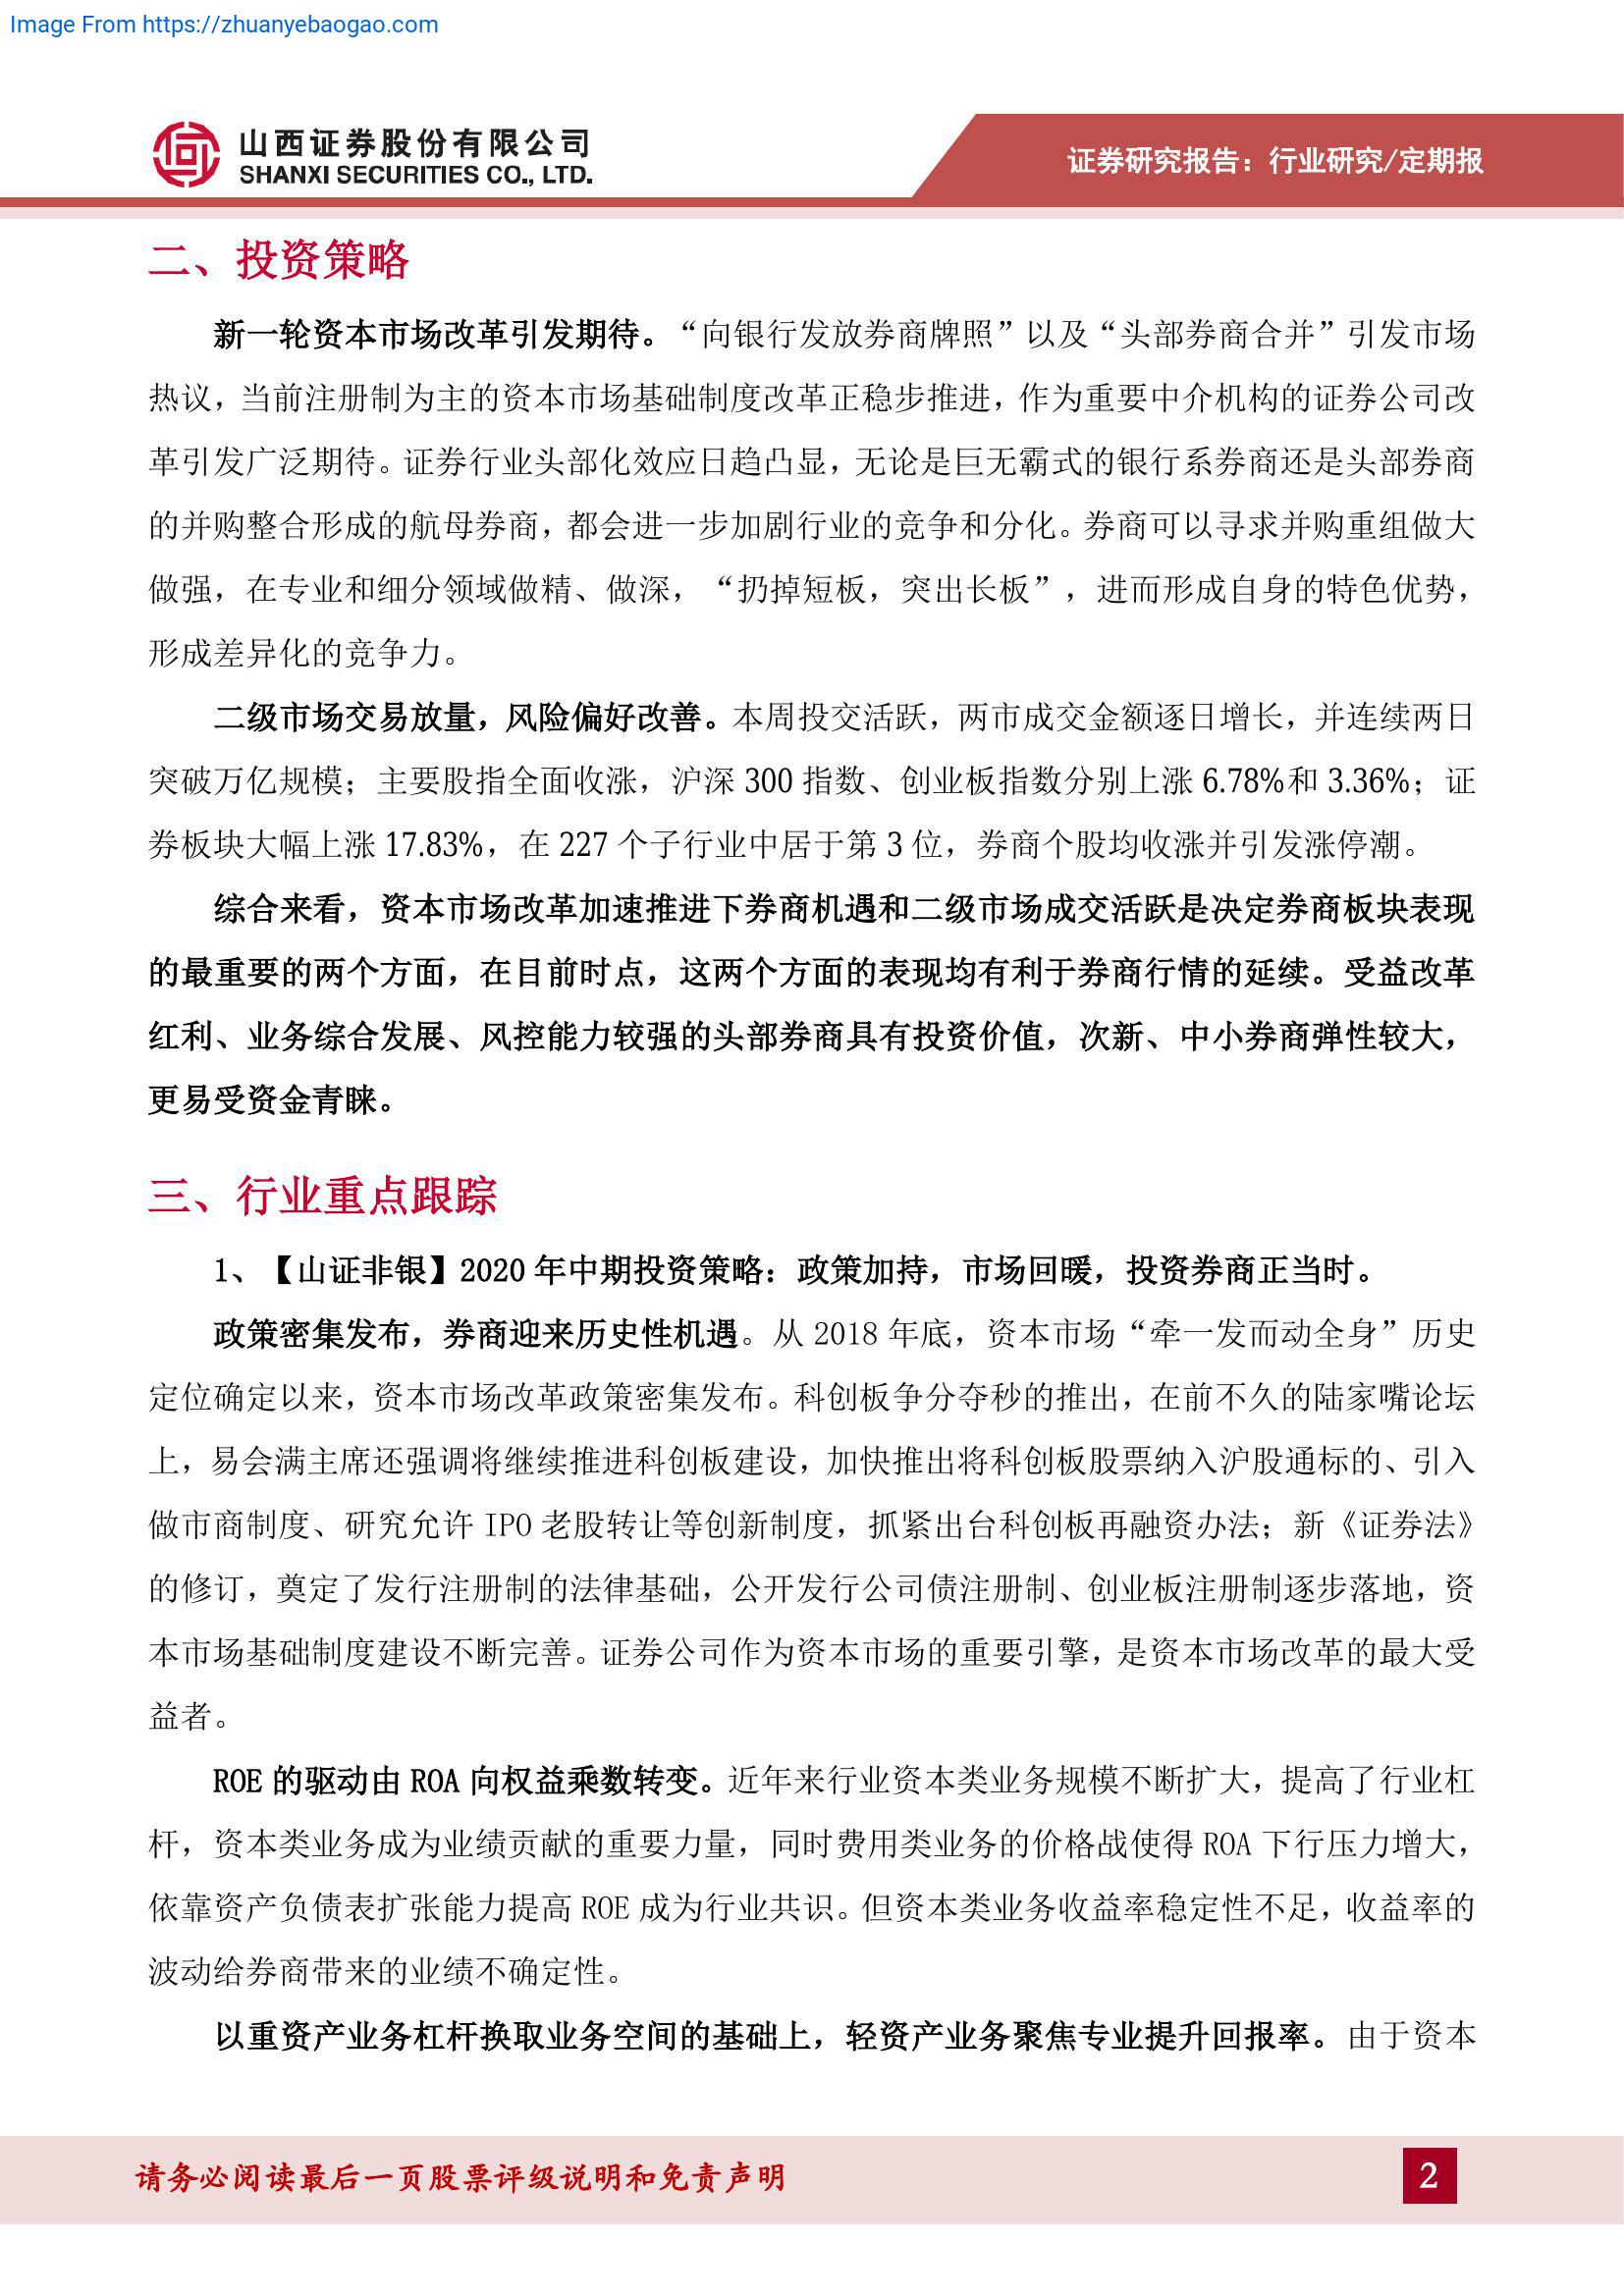 Image From https://zhuanyebaogao.com
山西证券股份有限公司
SHANXI SECURITIES CO., LTD.
证券研究报告：行业研究/定期报
二、投资策略
新一轮资本市场改革引发期待。“向银行发放券商牌照”以及“头部券商合并”引发市场
热议，当前注册制为主的资本市场基础制度改革正稳步推进，作为重要中介机构的证券公司改
革引发广泛期待。证券行业头部化效应日趋凸显，无论是巨无霸式的银行系券商还是头部券商
的并购整合形成的航母券商，都会进一步加剧行业的竞争和分化。券商可以寻求并购重组做大
做强，在专业和细分领域做精、做深，“扔掉短板，突出长板”，进而形成自身的特色优势，
形成差异化的竞争力。
二级市场交易放量，风险偏好改善。本周投交活跃，两市成交金额逐日增长，并连续两日
突破万亿规模；主要股指全面收涨，沪深 300 指数、创业板指数分别上涨 6.78%和 3.36%；证
券板块大幅上涨 17.83%，在 227 个子行业中居于第 3 位，券商个股均收涨并引发涨停潮。
综合来看，资本市场改革加速推进下券商机遇和二级市场成交活跃是决定券商板块表现
的最重要的两个方面，在目前时点，这两个方面的表现均有利于券商行情的延续。受益改革
红利、业务综合发展、风控能力较强的头部券商具有投资价值，次新、中小券商弹性较大，
更易受资金青睐。
三、行业重点跟踪
1、【山证非银】2020 年中期投资策略：政策加持，市场回暖，投资券商正当时。
政策密集发布，券商迎来历史性机遇。从 2018 年底，资本市场“牵一发而动全身”历史
定位确定以来，资本市场改革政策密集发布。科创板争分夺秒的推出，在前不久的陆家嘴论坛
上，易会满主席还强调将继续推进科创板建设，加快推出将科创板股票纳入沪股通标的、引入
做市商制度、研究允许 IPO 老股转让等创新制度，抓紧出台科创板再融资办法；新《证券法》
的修订，奠定了发行注册制的法律基础，公开发行公司债注册制、创业板注册制逐步落地，资
本市场基础制度建设不断完善。证券公司作为资本市场的重要引擎，是资本市场改革的最大受
益者。
ROE 的驱动由 ROA 向权益乘数转变。近年来行业资本类业务规模不断扩大，提高了行业杠
杆，资本类业务成为业绩贡献的重要力量，同时费用类业务的价格战使得 ROA 下行压力增大，
依靠资产负债表扩张能力提高 ROE 成为行业共识。但资本类业务收益率稳定性不足，收益率的
波动给券商带来的业绩不确定性。
以重资产业务杠杆换取业务空间的基础上，轻资产业务聚焦专业提升回报率。由于资本
请务必阅读最后一页股票评级说明和免责声明
2